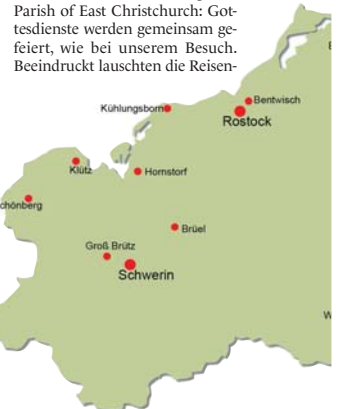 Parish of East Christchurch: Got-
tesdienste werden gemeinsam ge-
feiert, wie bei unserem Besuch.
Beeindruckt lauschten die Reisen-
Bentwisch
Kühlungsborn
Rostock
Klütz
Hornstorf
chönberg
Brüel
Groß Brütz
Schwerin
W